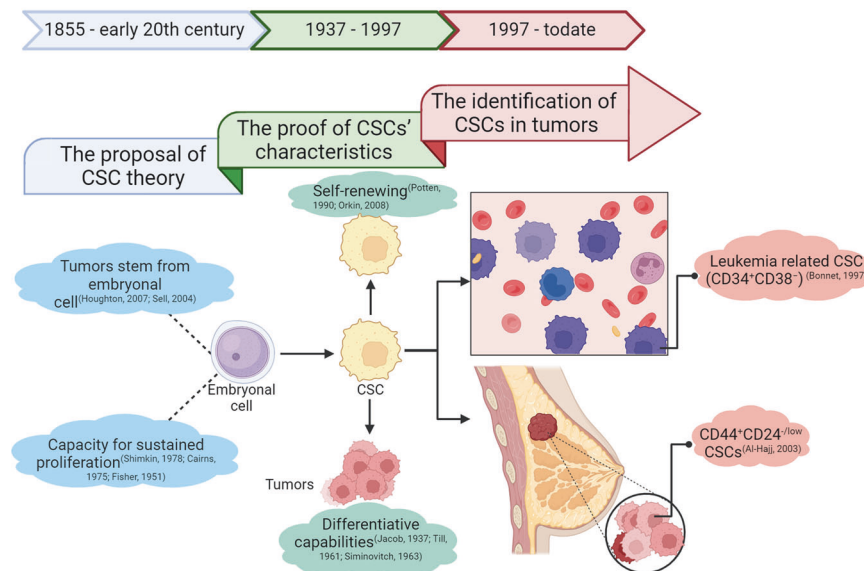 1855 - early 20th century
1937 - 1997
1997 - todate
The proposal of
CSC theory
The proof of CSCs'
characteristics
The identification of
CSCs in tumors
Tumors stem from
embryonal
cell(Houghton, 2007; Sell, 2004)
Capacity for sustained
proliferation(Shimkin, 1978; Cairns,
1975; Fisher, 1951)
Embryonal
cell
Self-renewing(Potten,
1990; Orkin, 2008)
CSC
Tumors
Differentiative
capabilities(Jacob, 1937; Till,
1961; Siminovitch, 1963)
Leukemia related CSC
(CD34⁺CD38⁻) (Bonnet, 1997)
CD44⁺CD24⁻/low
CSCs(Al-Hajj, 2003)